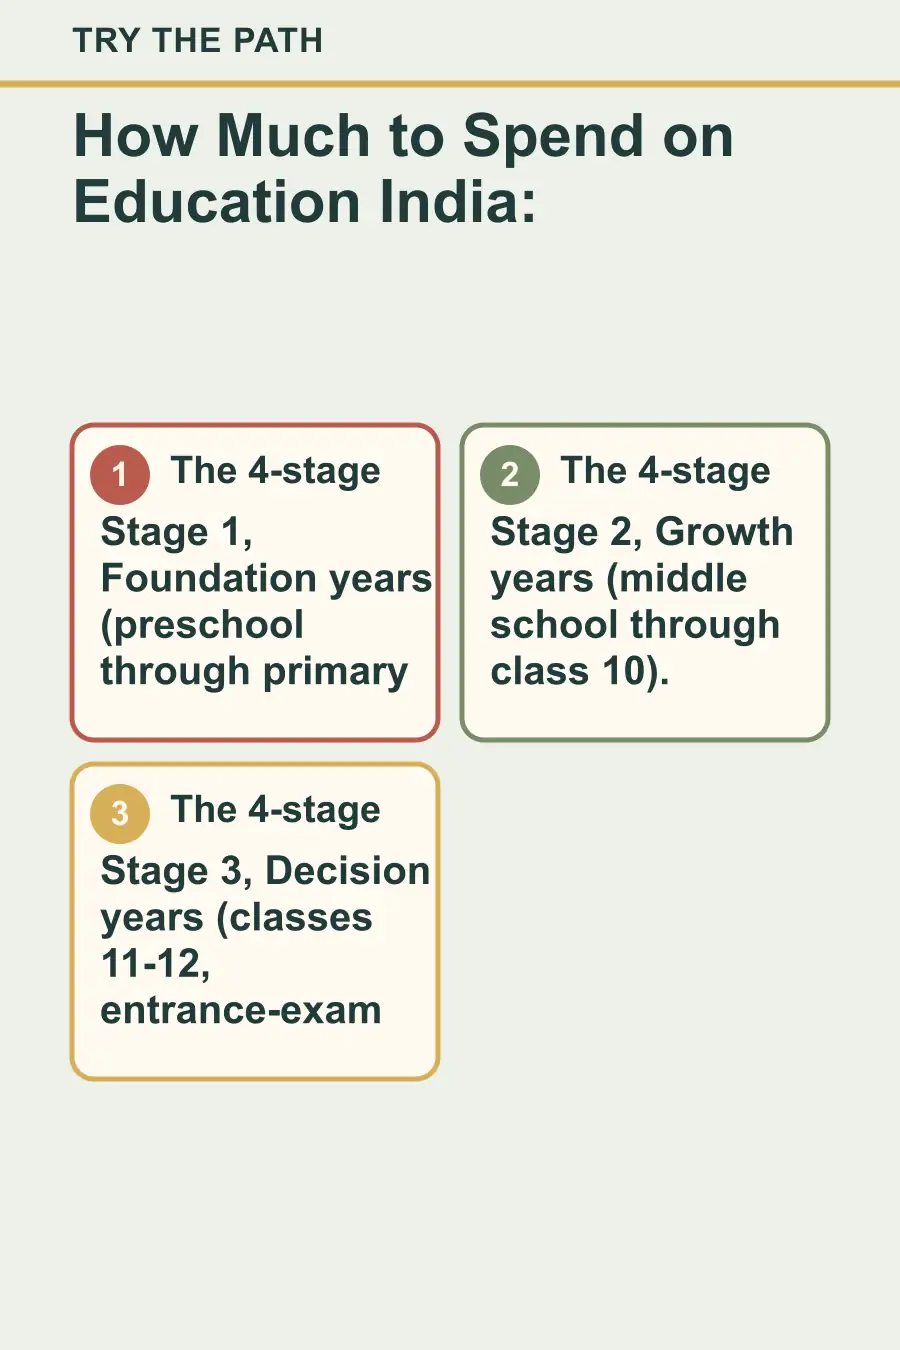 TRY THE PATH
How Much to Spend on
Education India:
1 The 4-stage
Stage 1,
Foundation years
(preschool
through primary
2 The 4-stage
Stage 2, Growth
years (middle
school through
class 10).
3 The 4-stage
Stage 3, Decision
years (classes
11-12,
entrance-exam